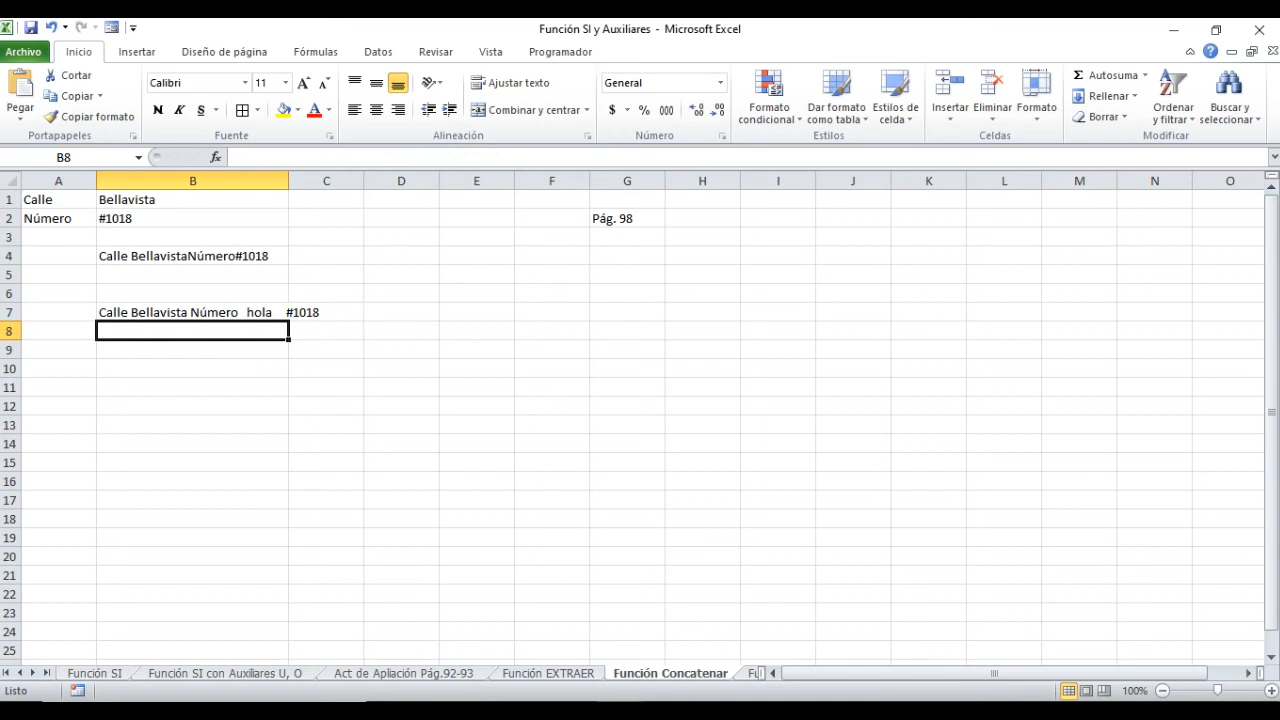 Función SI y Auxiliares - Microsoft Excel
Archivo Inicio Insertar Diseño de página Fórmulas Datos Revisar Vista Programador
Pegar
Cortar
Copiar
Copiar formato
Portapapeles
Calibri 11
N K S
Fuente
Ajustar texto
Combinar y centrar
Alineación
General
$ % 000
Número
Formato condicional
Dar formato como tabla
Estilos de celda
Estilos
Insertar Eliminar Formato
Celdas
Autosuma
Rellenar
Borrar
Ordenar y filtrar
Buscar y seleccionar
Modificar
B8 fx
A B C D E F G H I J K L M N O
1 Calle Bellavista
2 Número #1018 Pág. 98
3
4 Calle BellavistaNúmero#1018
5
6
7 Calle Bellavista Número hola #1018
8
9
10
11
12
13
14
15
16
17
18
19
20
21
22
23
24
25
Función SI Función SI con Auxiliares U, O Act de Apliación Pág.92-93 Función EXTRAER Función Concatenar
Listo 100%